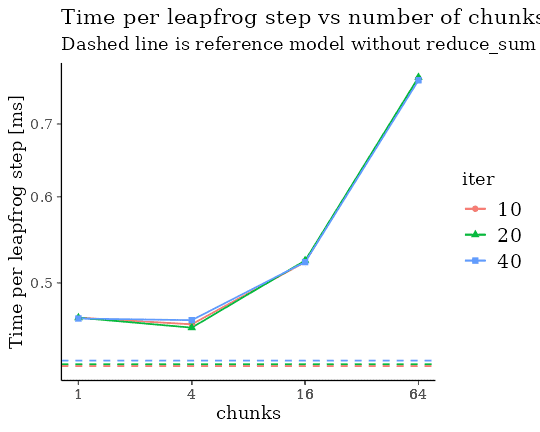 Time per leapfrog step vs number of chunks
Dashed line is reference model without reduce_sum
Time per leapfrog step [ms]
0.7
0.6
0.5
1
4
16
64
chunks
iter
10
20
40